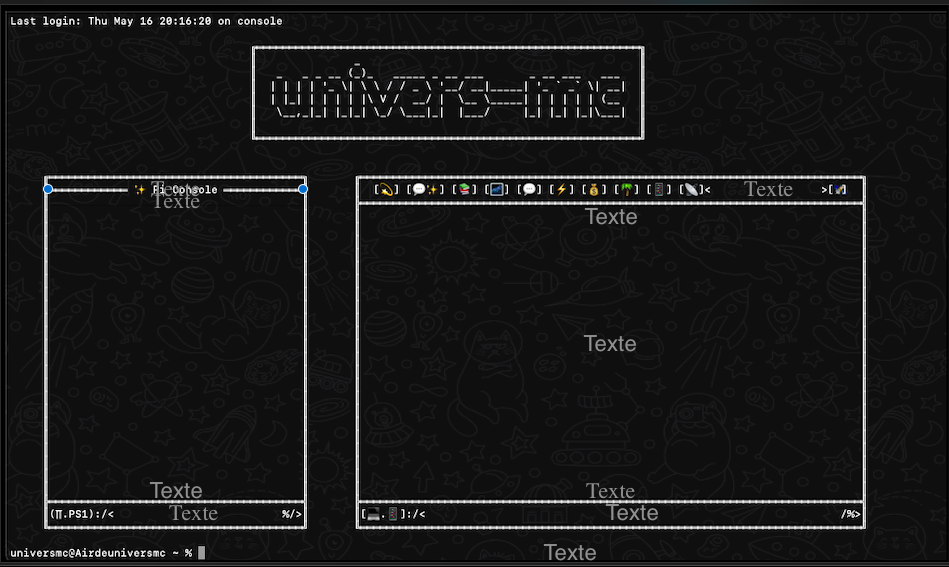 Last login: Thu May 16 20:16:20 on console
univers=mc
✨ Pi Console
Texte
Texte
[💫] [💬✨] [📚] [🌌] [💬] [⚡] [💰] [🌴] [📱] [📡]< Texte >[🌠]
Texte
Texte
Texte
Texte
(∏.PS1):/< Texte %/>
[💻.📱]:/< Texte /%>
universmc@Airdeuniversmc ~ %
Texte